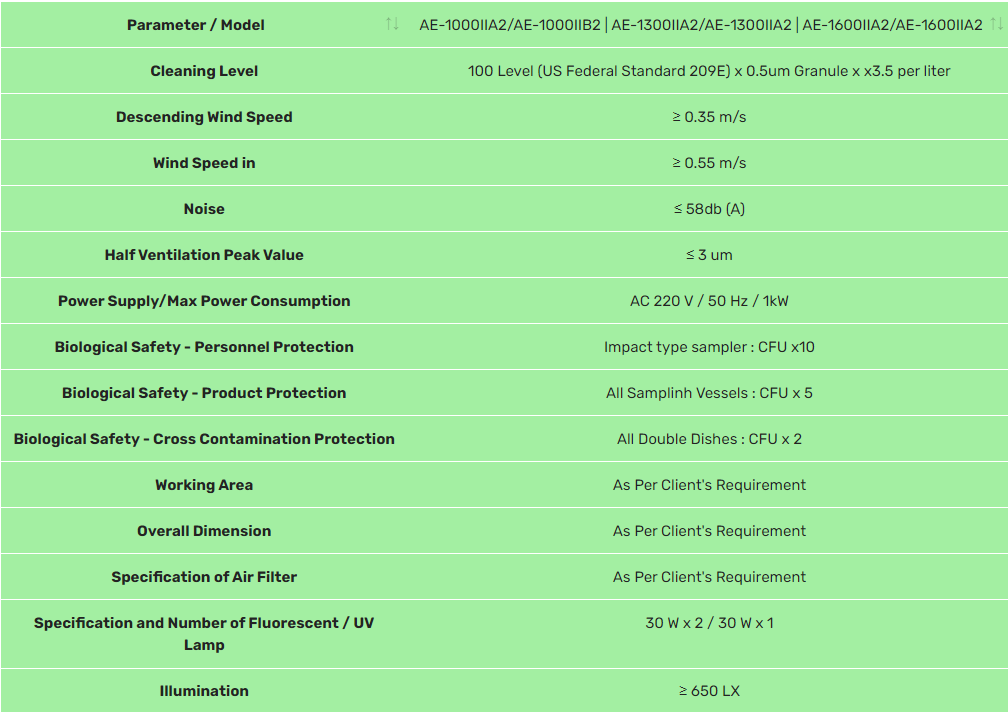 Parameter / Model AE-1000IIA2/AE-1000IIB2 | AE-1300IIA2/AE-1300IIA2 | AE-1600IIA2/AE-1600IIA2
Cleaning Level 100 Level (US Federal Standard 209E) x 0.5um Granule x x3.5 per liter
Descending Wind Speed ≥ 0.35 m/s
Wind Speed in ≥ 0.55 m/s
Noise ≤ 58db (A)
Half Ventilation Peak Value ≤ 3 um
Power Supply/Max Power Consumption AC 220 V / 50 Hz / 1kW
Biological Safety - Personnel Protection Impact type sampler : CFU x10
Biological Safety - Product Protection All Samplinh Vessels : CFU x 5
Biological Safety - Cross Contamination Protection All Double Dishes : CFU x 2
Working Area As Per Client's Requirement
Overall Dimension As Per Client's Requirement
Specification of Air Filter As Per Client's Requirement
Specification and Number of Fluorescent / UV 30 W x 2 / 30 W x 1
Lamp
Illumination ≥ 650 LX